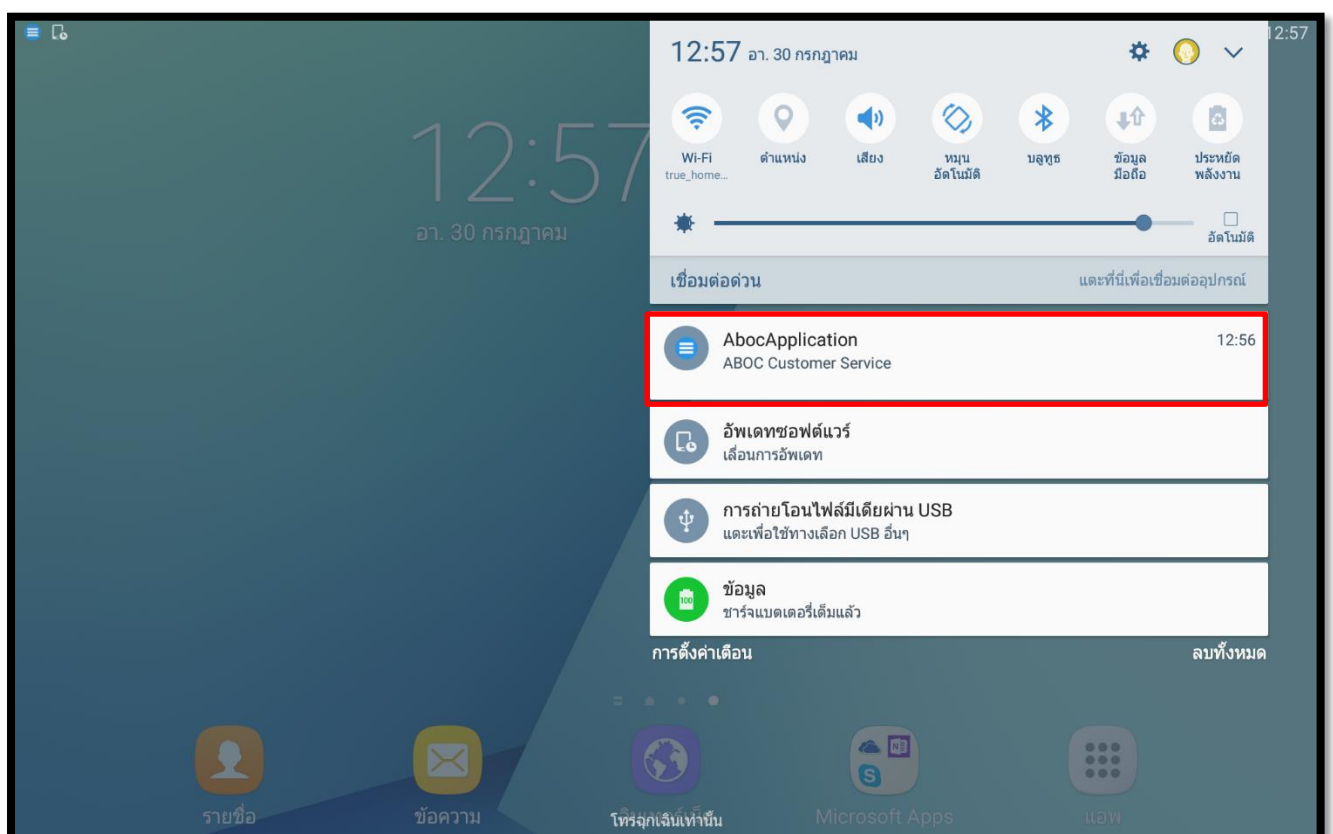 12:57
12:57 อา. 30 กรกฎาคม
Wi-Fi
true_home...
ตำแหน่ง
เสียง
หมุน
อัตโนมัติ
บลูทูธ
ข้อมูล
มือถือ
ประหยัด
พลังงาน
อัตโนมัติ
12:57
อา. 30 กรกฎาคม
เชื่อมต่อด่วน
แตะที่นี่เพื่อเชื่อมต่ออุปกรณ์
AbocApplication
12:56
ABOC Customer Service
อัพเดทซอฟต์แวร์
เลื่อนการอัพเดท
การถ่ายโอนไฟล์มีเดียผ่าน USB
แตะเพื่อใช้ทางเลือก USB อื่นๆ
100
ข้อมูล
ชาร์จแบตเตอรี่เต็มแล้ว
การตั้งค่าเตือน
ลบทั้งหมด
N
S
รายชื่อ
ข้อความ
โทรฉุกเฉินเท่านั้น
Microsoft Apps
แอพ